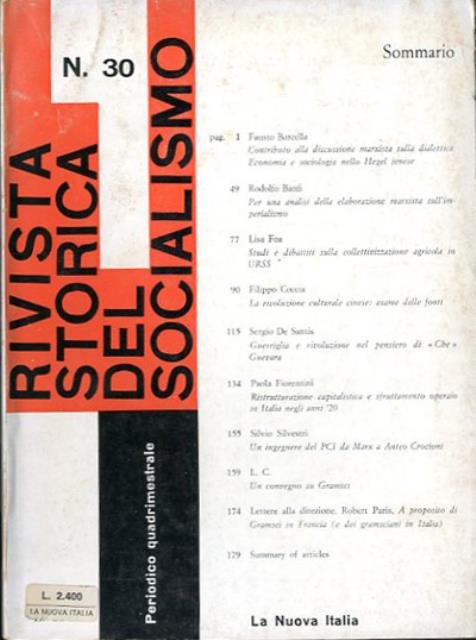 N. 30
RIVISTA
STORICA
DEL
SOCIALISMO
Periodico quadrimestrale
L. 2.400
LA NUOVA ITALIA
Sommario
pag. 1 Fausto Barcella
Contributo alla discussione marxista sulla dialettica
Economia e sociologia nello Hegel jenese
49 Rodolfo Banfi
Per una analisi della elaborazione marxista sull'im-
perialismo
77 Lisa Foa
Studi e dibattiti sulla collettivizzazione agricola in
URSS
90 Filippo Coccia
La rivoluzione culturale cinese: esame delle fonti
115 Sergio De Santis
Guerriglia e rivoluzione nel pensiero di « Che »
Guevara
134 Paola Fiorentini
Ristrutturazione capitalistica e sfruttamento operaio
in Italia negli anni '20
155 Silvio Silvestri
Un ingegnere del PCI da Marx a Anteo Crocioni
159 L. C.
Un convegno su Gramsci
174 Lettere alla direzione. Robert Paris, A proposito di
Gramsci in Francia (e dei gramsciani in Italia)
179 Summary of articles
La Nuova Italia